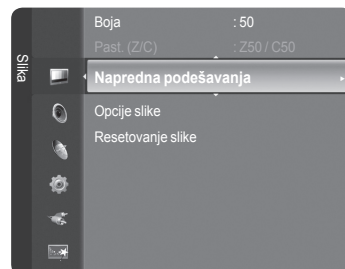 Slika
Boja : 50
Past. (Z/C) : Z50 / C50
Napredna podešavanja
Opcije slike
Resetovanje slike